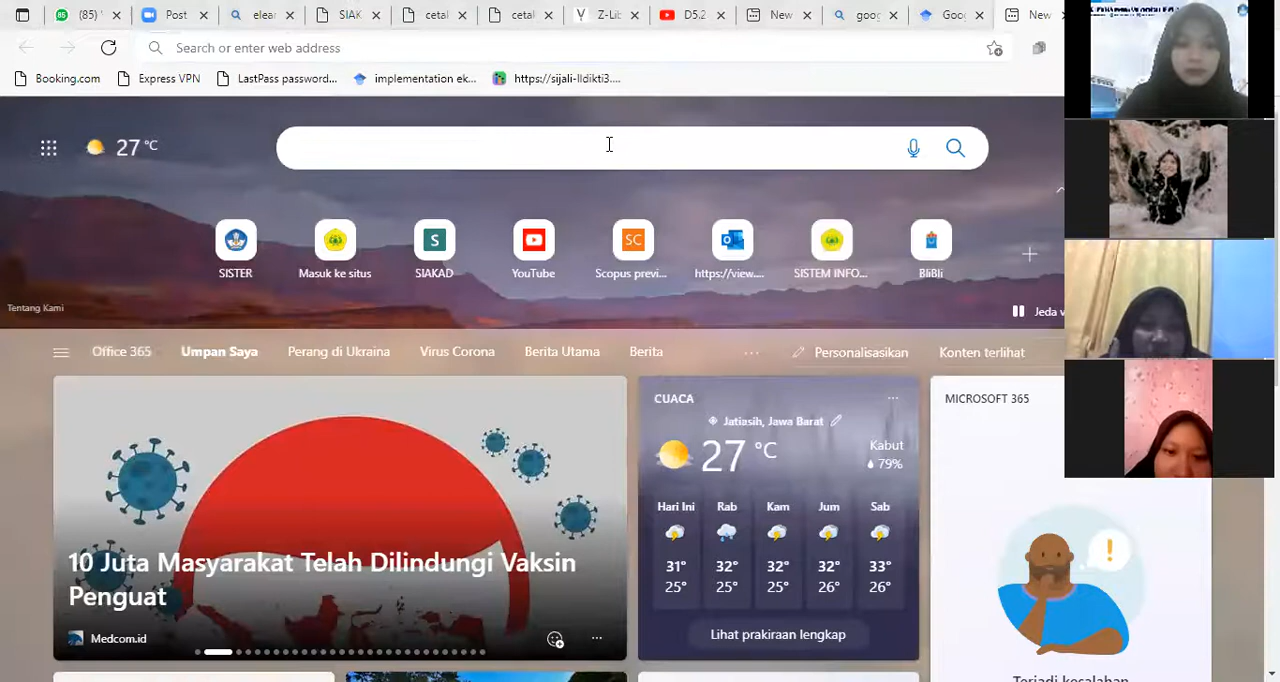 (85)
Post
elear
SIAK
cetal
cetal
Z-Lib
D5.2
New
goog
Goo
New
Search or enter web address
Booking.com
Express VPN
LastPass password...
implementation ek...
https://sijali-lldikti3....
27 °C
SISTER
Masuk ke situs
S
SIAKAD
YouTube
SC
Scopus previ...
https://view....
SISTEM INFO...
BliBli
Tentang Kami
Jeda v
Office 365
Umpan Saya
Perang di Ukraina
Virus Corona
Berita Utama
Berita
...
Personalisasikan
Konten terlihat
10 Juta Masyarakat Telah Dilindungi Vaksin
Penguat
Medcom.id
...
CUACA
...
Jatiasih, Jawa Barat
27 °C
Kabut
79%
Hari Ini Rab Kam Jum Sab
31° 32° 32° 32° 33°
25° 25° 25° 26° 26°
Lihat prakiraan lengkap
MICROSOFT 365
!
Terjadi kesalahan